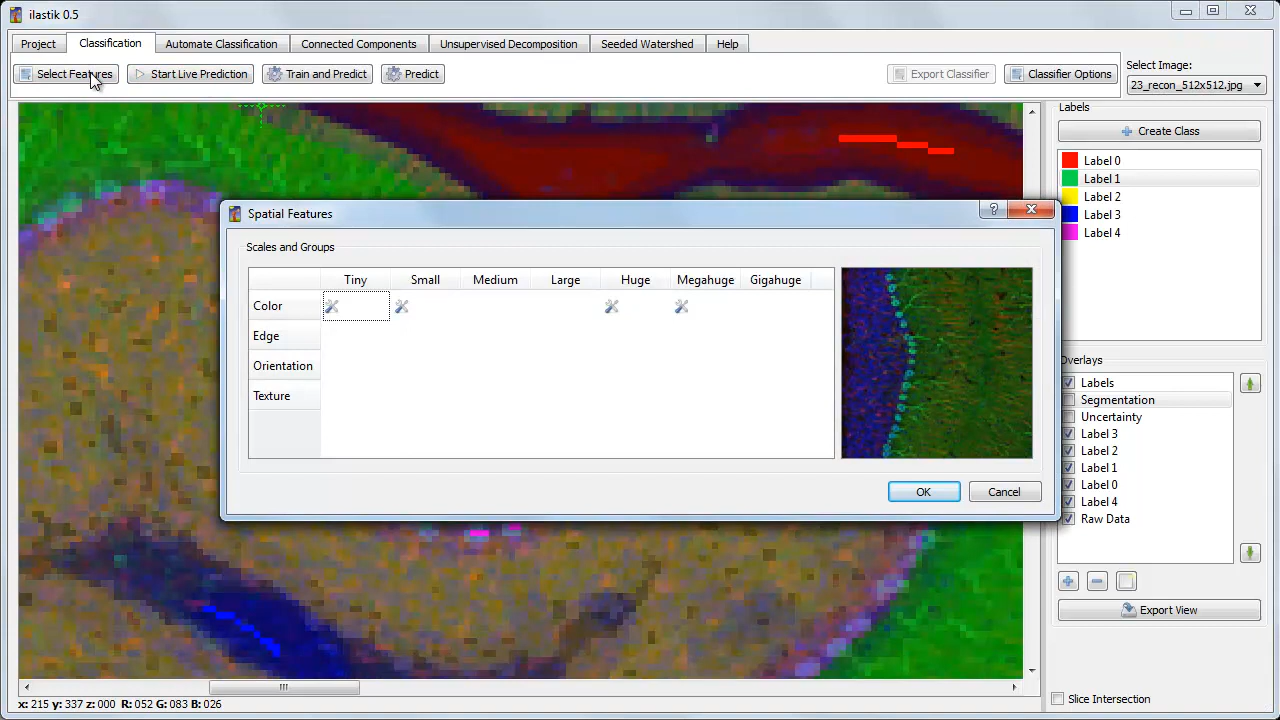 ilastik 0.5
Project Classification Automate Classification Connected Components Unsupervised Decomposition Seeded Watershed Help
Select Features Start Live Prediction Train and Predict Predict Export Classifier Classifier Options
Select Image:
23_recon_512x512.jpg
Labels
Create Class
Label 0
Label 1
Label 2
Label 3
Label 4
Spatial Features
Scales and Groups
Tiny Small Medium Large Huge Megahuge Gigahuge
Color
Edge
Orientation
Texture
OK Cancel
Overlays
Labels
Segmentation
Uncertainty
Label 3
Label 2
Label 1
Label 0
Label 4
Raw Data
Export View
Slice Intersection
x: 215 y: 337 z: 000 R: 052 G: 083 B: 026